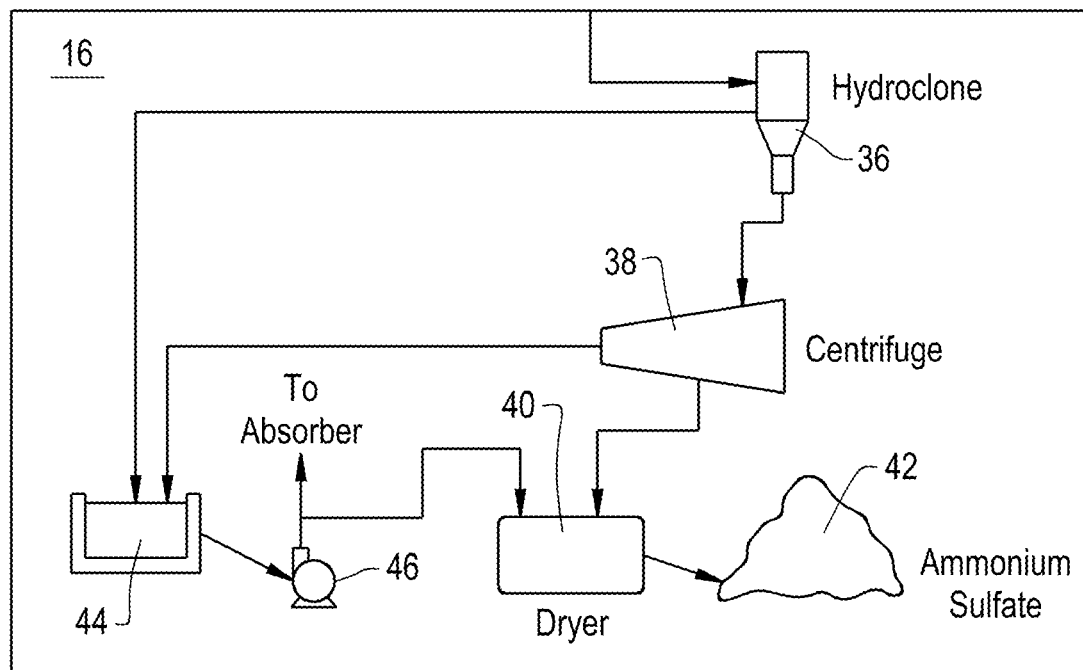 16
Hydroclone
36
38
Centrifuge
To
Absorber
40
42
44
46
Dryer
Ammonium
Sulfate